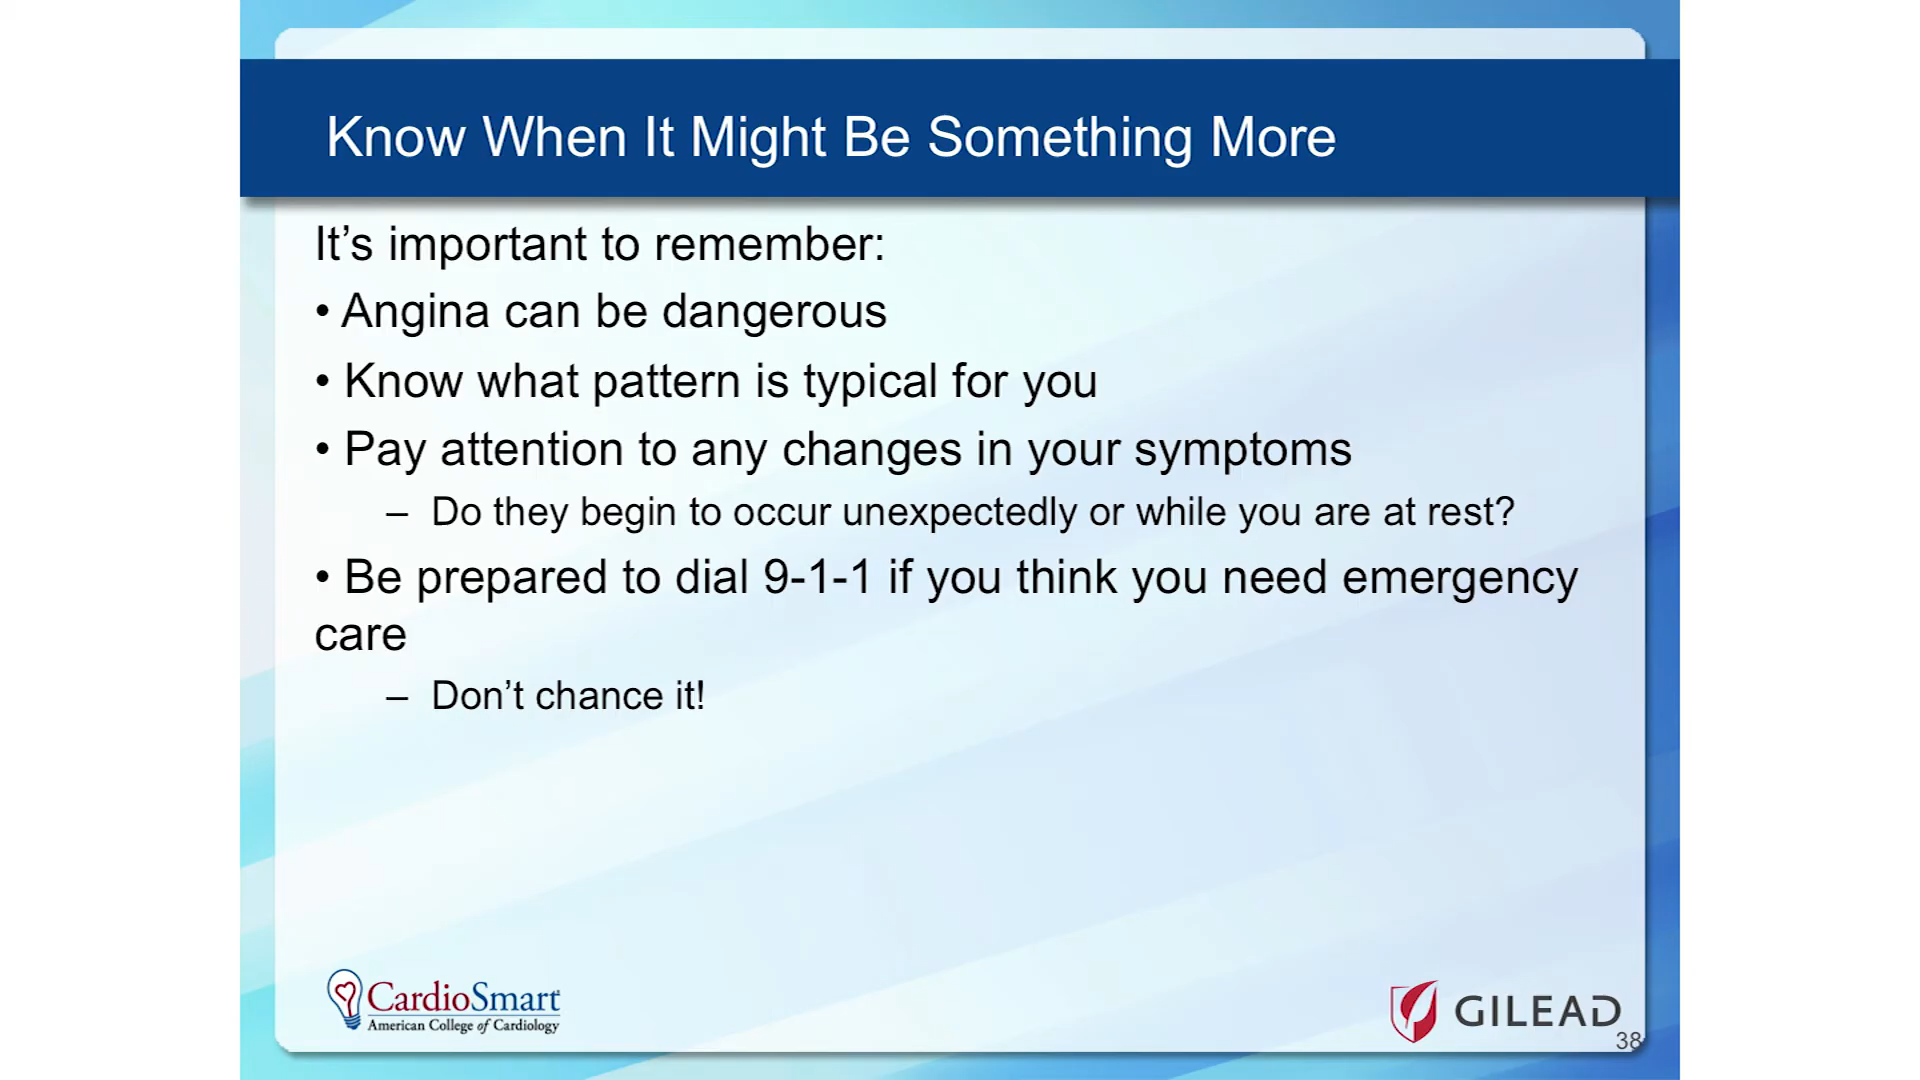 Know When It Might Be Something More
It’s important to remember:
• Angina can be dangerous
• Know what pattern is typical for you
• Pay attention to any changes in your symptoms
– Do they begin to occur unexpectedly or while you are at rest?
• Be prepared to dial 9-1-1 if you think you need emergency
care
– Don’t chance it!
CardioSmart
American College of Cardiology
GILEAD
38